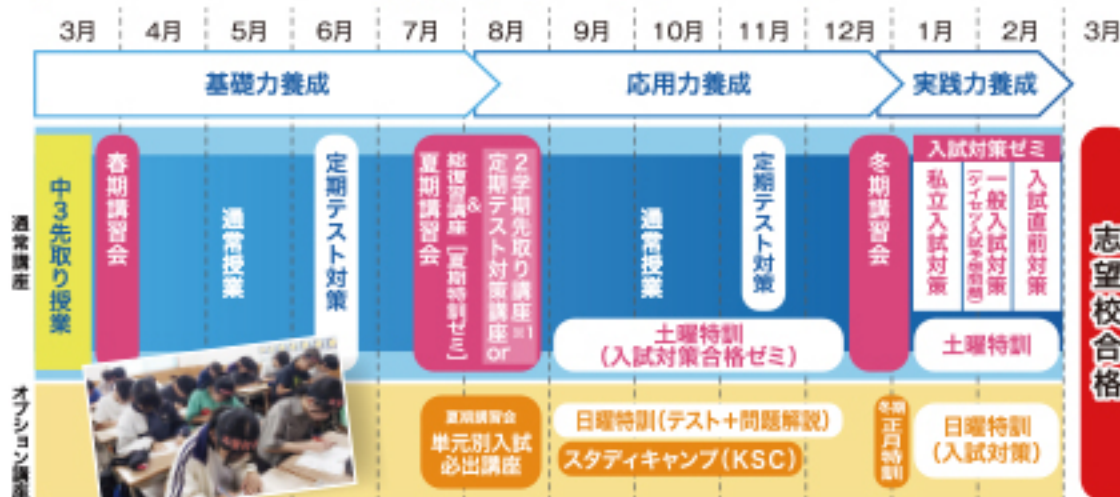 3月 4月 5月 6月 7月 8月 9月 10月 11月 12月 1月 2月 3月
基礎力養成
応用力養成
実践力養成
通常講座
中3先取り授業
春期講習会
通常授業
定期テスト対策
夏期講習会
総復習講座［夏期特訓ゼミ］
&
定期テスト対策講座or
2学期先取り講座※1
通常授業
定期テスト対策
土曜特訓
(入試対策合格ゼミ)
冬期講習会
入試対策ゼミ
私立入試対策
一般入試対策
(ケイセツ入試予想問題)
入試直前対策
土曜特訓
志望校合格
オプション講座
夏期講習会
単元別入試
必出講座
日曜特訓(テスト+問題解説)
スタディキャンプ(KSC)
冬期
正月特訓
日曜特訓
(入試対策)